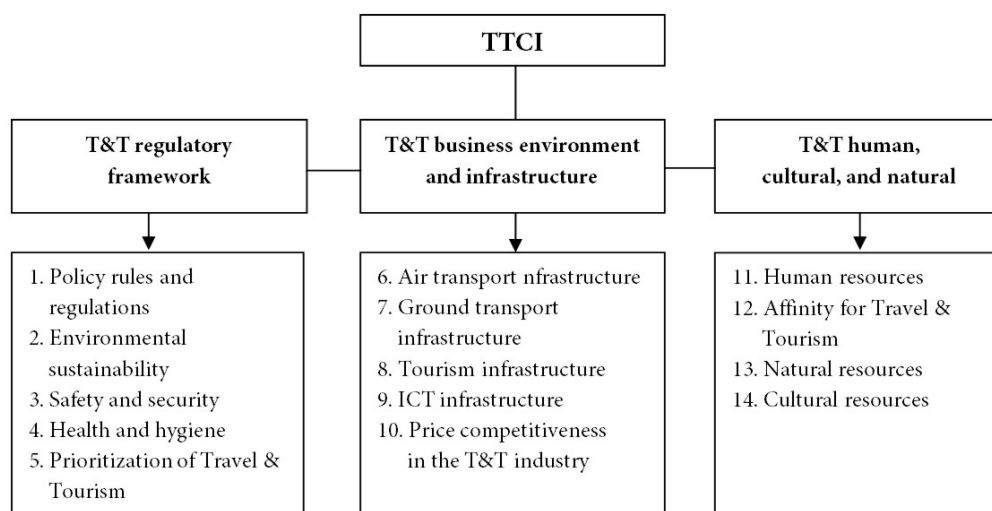 TTCI
T&T regulatory
framework
T&T business environment
and infrastructure
T&T human,
cultural, and natural
1. Policy rules and
regulations
2. Environmental
sustainability
3. Safety and security
4. Health and hygiene
5. Prioritization of Travel &
Tourism
6. Air transport nfrastructure
7. Ground transport
infrastructure
8. Tourism infrastructure
9. ICT infrastructure
10. Price competitiveness
in the T&T industry
11. Human resources
12. Affinity for Travel &
Tourism
13. Natural resources
14. Cultural resources